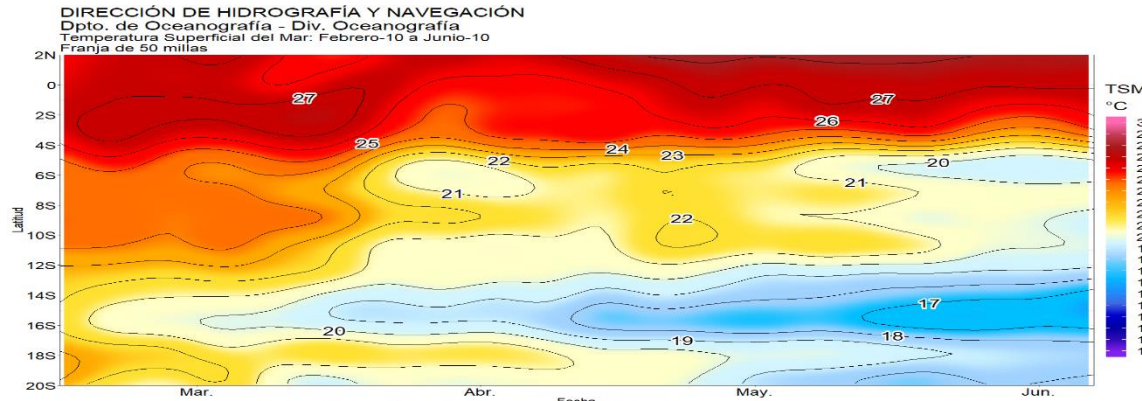 DIRECCIÓN DE HIDROGRAFÍA Y NAVEGACIÓN
Dpto. de Oceanografía - Div. Oceanografía
Temperatura Superficial del Mar: Febrero-10 a Junio-10
Franja de 50 millas
TSM
°C
Latitud
2N
0
2S
4S
6S
8S
10S
12S
14S
16S
18S
20S
27
27
26
25
24
23
22
20
21
21
22
17
20
19
18
Mar.
Abr.
May.
Jun.